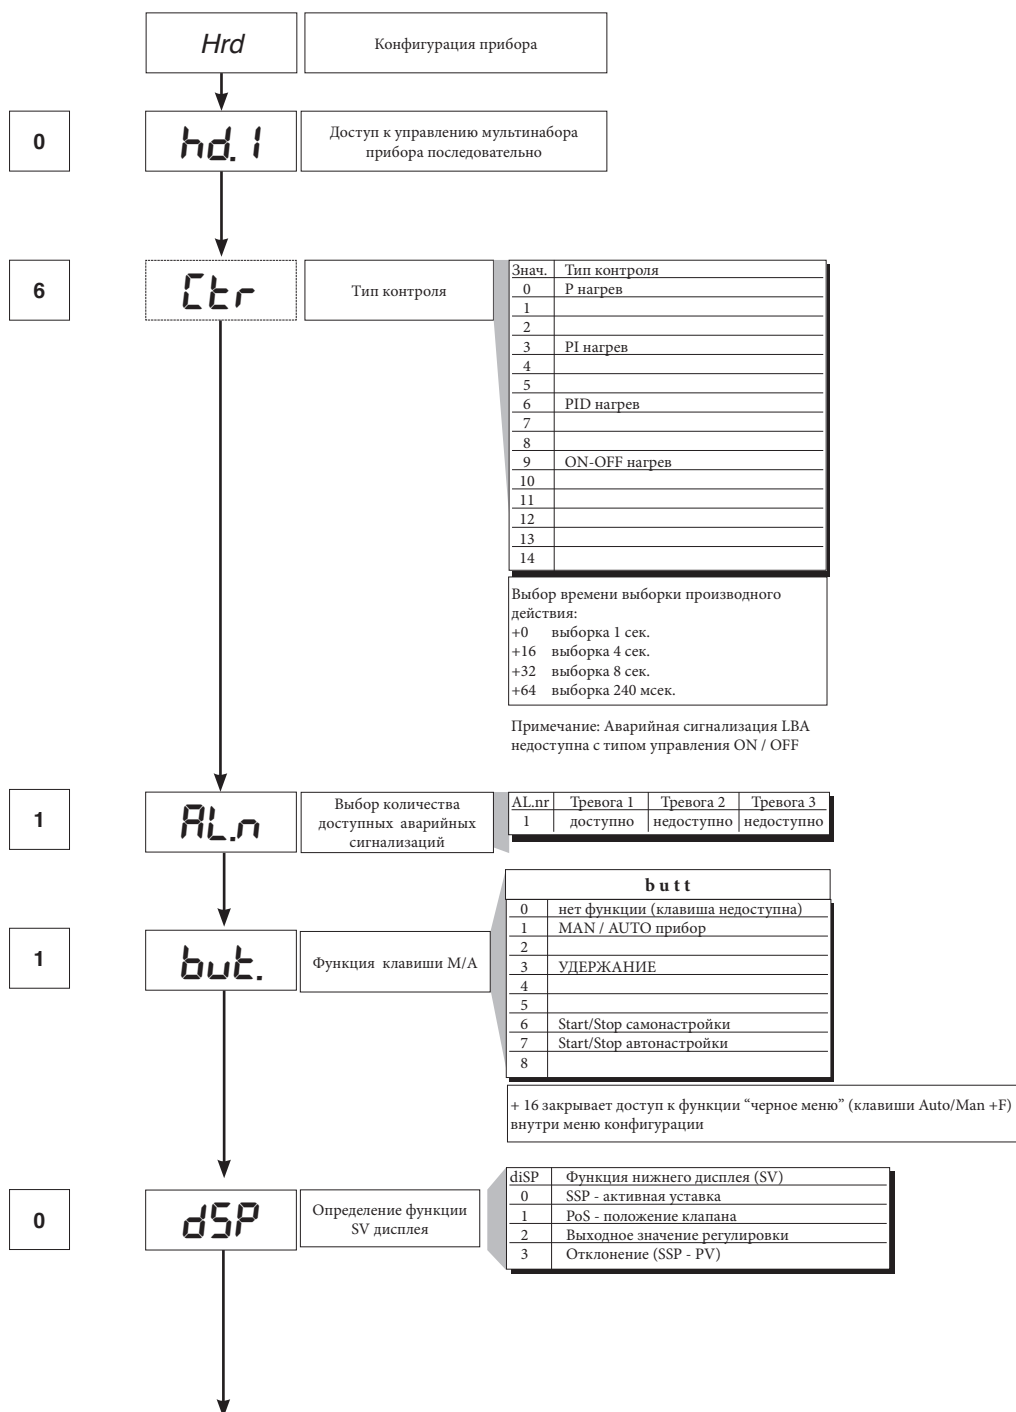 Hrd
Конфигурация прибора
0
hd. 1
Доступ к управлению мультинабора
прибора последовательно
6
Ctr
Тип контроля
Знач. Тип контроля
0 P нагрев
1
2
3 PI нагрев
4
5
6 PID нагрев
7
8
9 ON-OFF нагрев
10
11
12
13
14
Выбор времени выборки производного
действия:
+0 выборка 1 сек.
+16 выборка 4 сек.
+32 выборка 8 сек.
+64 выборка 240 мсек.
Примечание: Аварийная сигнализация LBA
недоступна с типом управления ON / OFF
1
AL.n
Выбор количества
доступных аварийных
сигнализаций
AL.nr Тревога 1 Тревога 2 Тревога 3
1 доступно недоступно недоступно
1
but.
Функция клавиши M/A
butt
0 нет функции (клавиша недоступна)
1 MAN / AUTO прибор
2
3 УДЕРЖАНИЕ
4
5
6 Start/Stop самонастройки
7 Start/Stop автонастройки
8
+ 16 закрывает доступ к функции “черное меню” (клавиши Auto/Man +F)
внутри меню конфигурации
0
dSP
Определение функции
SV дисплея
diSP Функция нижнего дисплея (SV)
0 SSP - активная уставка
1 PoS - положение клапана
2 Выходное значение регулировки
3 Отклонение (SSP - PV)